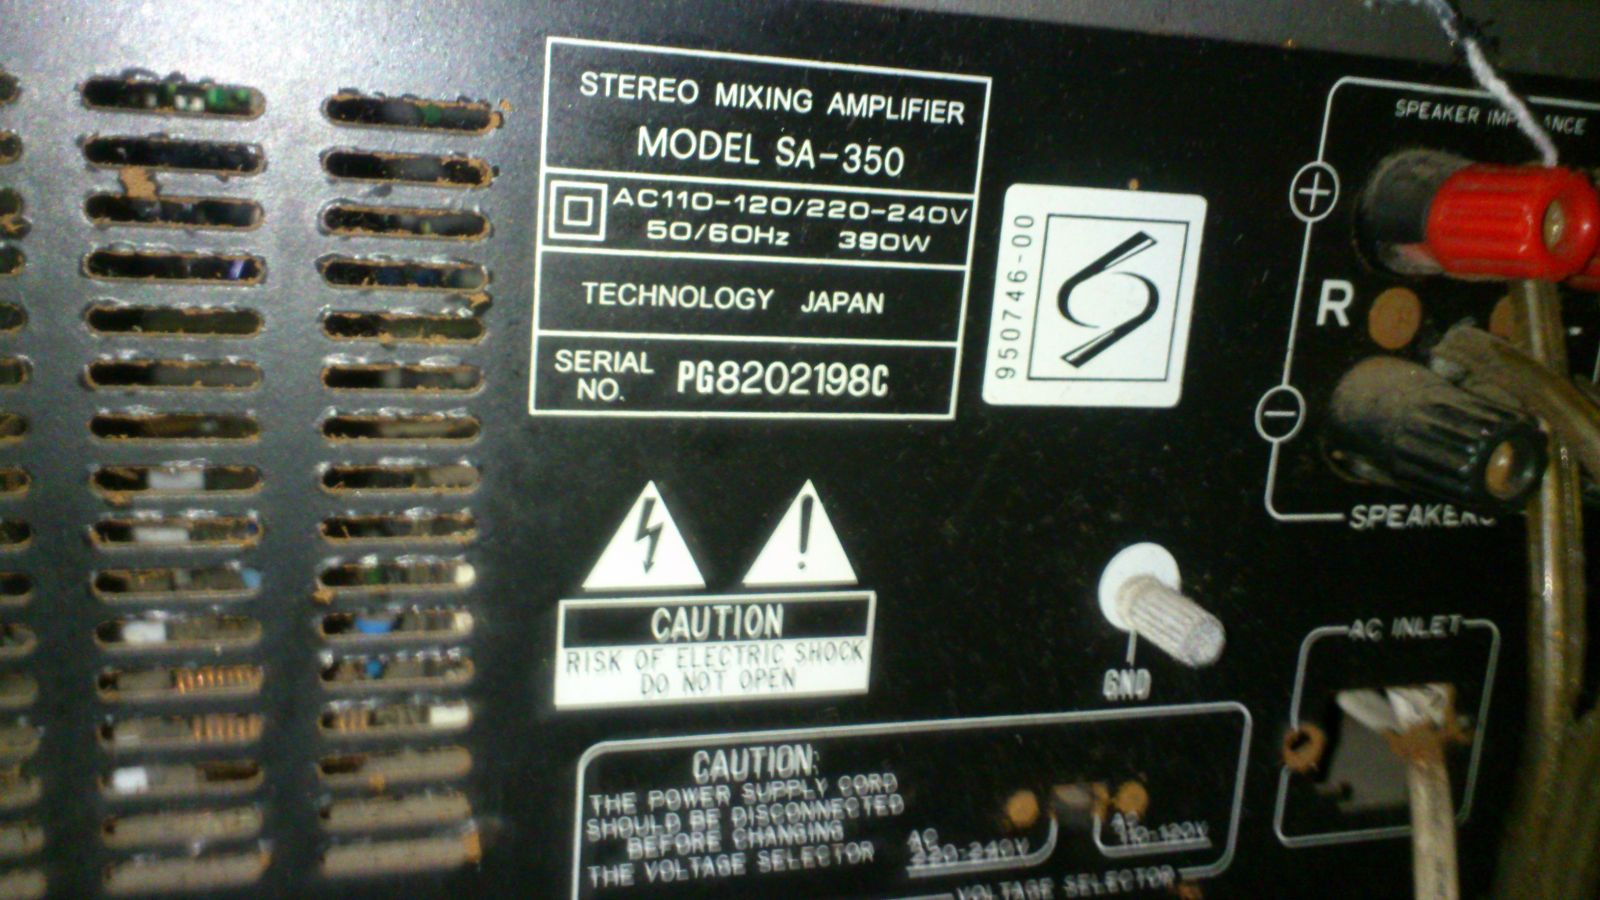 STEREO MIXING AMPLIFIER
MODEL SA-350
AC110-120/220-240V
50/60Hz 390W
TECHNOLOGY JAPAN
SERIAL NO. PG8202198C
950746-00
SPEAKER
+
R
−
SPEAKERS
CAUTION
RISK OF ELECTRIC SHOCK
DO NOT OPEN
GND
AC INLET
CAUTION:
THE POWER SUPPLY CORD
SHOULD BE DISCONNECTED
BEFORE CHANGING
THE VOLTAGE SELECTOR
AC
220-240V
AC
110-120V
VOLTAGE SELECTOR